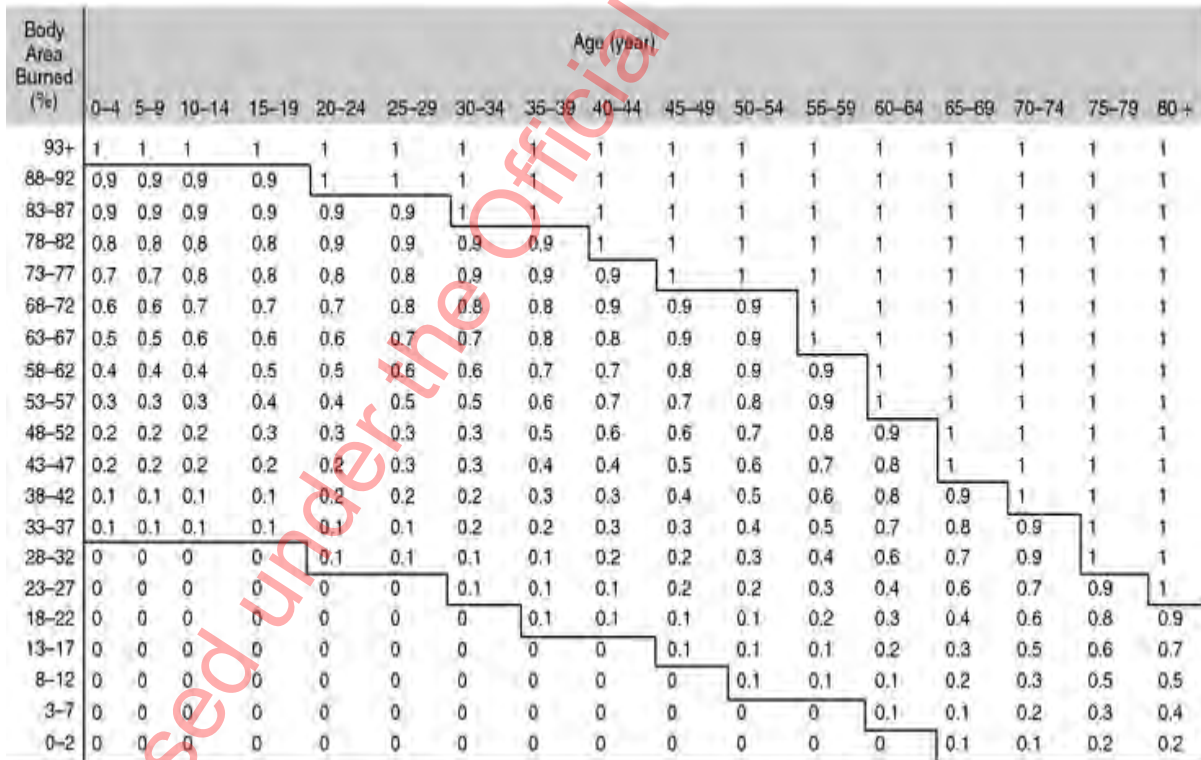 Body
Area
Burned
(%)
Age (year)
0–4 5–9 10–14 15–19 20–24 25–29 30–34 35–39 40–44 45–49 50–54 55–59 60–64 65–69 70–74 75–79 80 +
93+ 1 1 1 1 1 1 1 1 1 1 1 1 1 1 1 1
88–92 0.9 0.9 0.9 0.9 1 1 1 1 1 1 1 1 1 1 1 1 1
83–87 0.9 0.9 0.9 0.9 0.9 0.9 1 1 1 1 1 1 1 1 1 1 1
78–82 0.8 0.8 0.8 0.8 0.9 0.9 0.9 0.9 1 1 1 1 1 1 1 1 1
73–77 0.7 0.7 0.8 0.8 0.8 0.8 0.9 0.9 0.9 1 1 1 1 1 1 1 1
68–72 0.6 0.6 0.7 0.7 0.7 0.8 0.8 0.8 0.9 0.9 0.9 1 1 1 1 1 1
63–67 0.5 0.5 0.6 0.6 0.6 0.7 0.7 0.8 0.8 0.9 0.9 1 1 1 1 1 1
58–62 0.4 0.4 0.4 0.5 0.5 0.6 0.6 0.7 0.7 0.8 0.9 0.9 1 1 1 1 1
53–57 0.3 0.3 0.3 0.4 0.4 0.5 0.5 0.6 0.7 0.7 0.8 0.9 1 1 1 1 1
48–52 0.2 0.2 0.2 0.3 0.3 0.3 0.3 0.5 0.6 0.6 0.7 0.8 0.9 1 1 1 1
43–47 0.2 0.2 0.2 0.2 0.2 0.3 0.3 0.4 0.4 0.5 0.6 0.7 0.8 1 1 1 1
38–42 0.1 0.1 0.1 0.1 0.2 0.2 0.2 0.3 0.3 0.4 0.5 0.6 0.8 0.9 1 1 1
33–37 0.1 0.1 0.1 0.1 0.1 0.1 0.2 0.2 0.3 0.3 0.4 0.5 0.7 0.8 0.9 1 1
28–32 0 0 0 0 0.1 0.1 0.1 0.1 0.2 0.2 0.3 0.4 0.6 0.7 0.9 1 1
23–27 0 0 0 0 0 0 0.1 0.1 0.1 0.2 0.2 0.3 0.4 0.6 0.7 0.9 1
18–22 0 0 0 0 0 0 0 0.1 0.1 0.1 0.1 0.2 0.3 0.4 0.6 0.8 0.9
13–17 0 0 0 0 0 0 0 0 0 0.1 0.1 0.1 0.2 0.3 0.5 0.6 0.7
8–12 0 0 0 0 0 0 0 0 0 0 0.1 0.1 0.1 0.2 0.3 0.5 0.5
3–7 0 0 0 0 0 0 0 0 0 0 0 0 0.1 0.1 0.2 0.3 0.4
0–2 0 0 0 0 0 0 0 0 0 0 0 0 0 0.1 0.1 0.2 0.2
sed under the Official